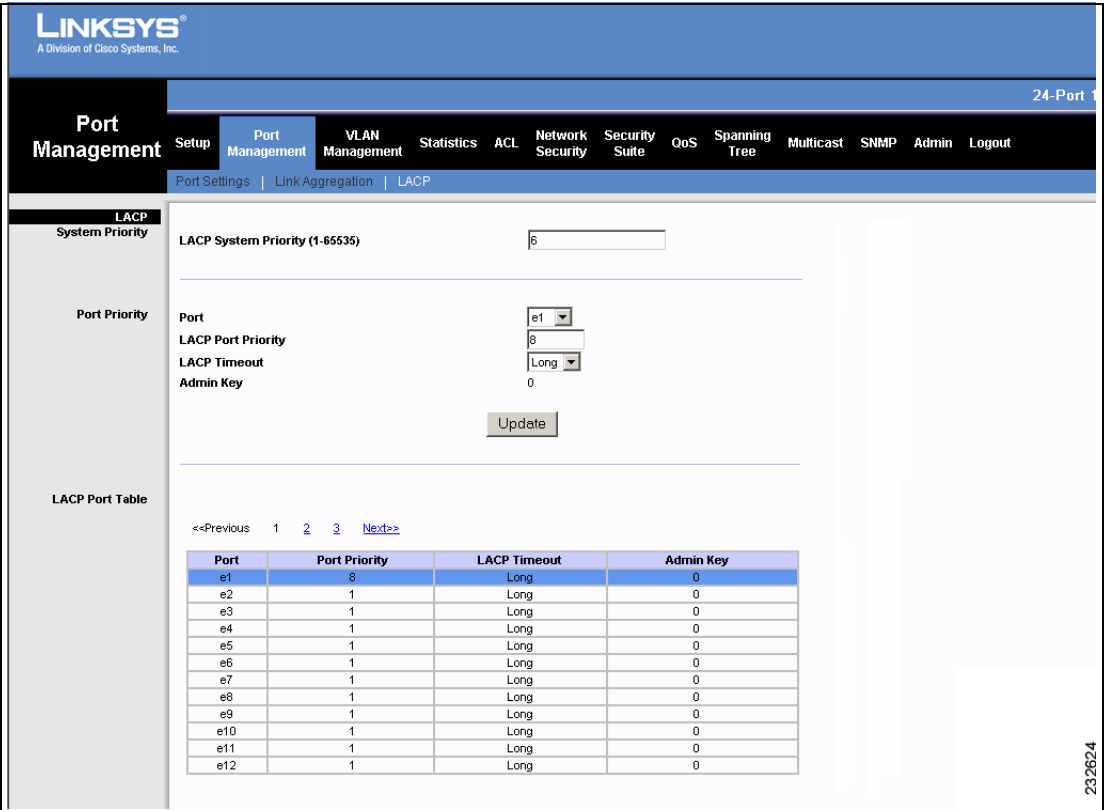 LINKSYS®
A Division of Cisco Systems, Inc.
24-Port 1
Port Management
Setup Port Management VLAN Management Statistics ACL Network Security Security Suite QoS Spanning Tree Multicast SNMP Admin Logout
Port Settings | Link Aggregation | LACP
LACP
System Priority
LACP System Priority (1-65535) 6
Port Priority
Port e1
LACP Port Priority 8
LACP Timeout Long
Admin Key 0
Update
LACP Port Table
<<Previous 1 2 3 Next>>
Port Port Priority LACP Timeout Admin Key
e1 8 Long 0
e2 1 Long 0
e3 1 Long 0
e4 1 Long 0
e5 1 Long 0
e6 1 Long 0
e7 1 Long 0
e8 1 Long 0
e9 1 Long 0
e10 1 Long 0
e11 1 Long 0
e12 1 Long 0
232624